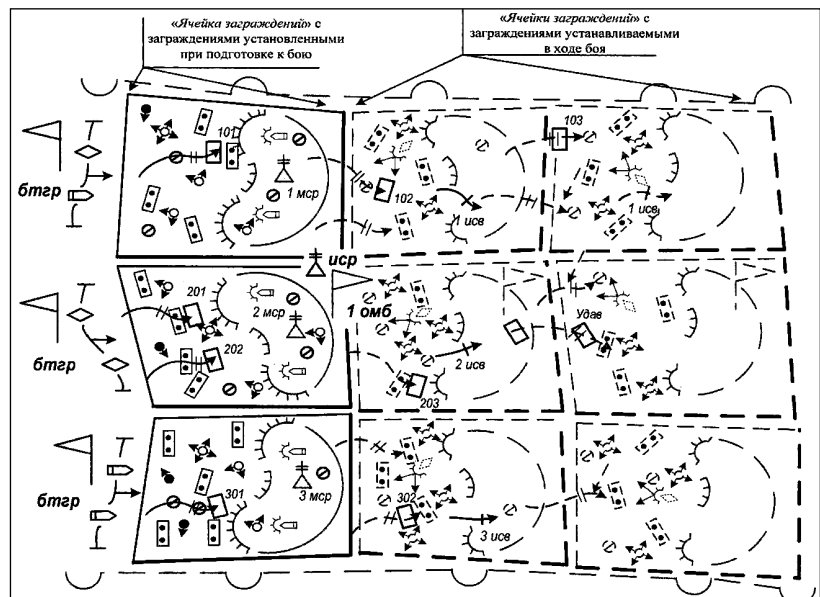 «Ячейка заграждений» с
заграждениями установленными
при подготовке к бою
«Ячейки заграждений» с
заграждениями устанавливаемыми
в ходе боя
101
103
бтгр
1 мср
102
1 исв
1 исв
иср
201
2 мср
1 омб
Удав
бтгр
202
2 исв
203
301
3 мср
302
бтгр
3 исв